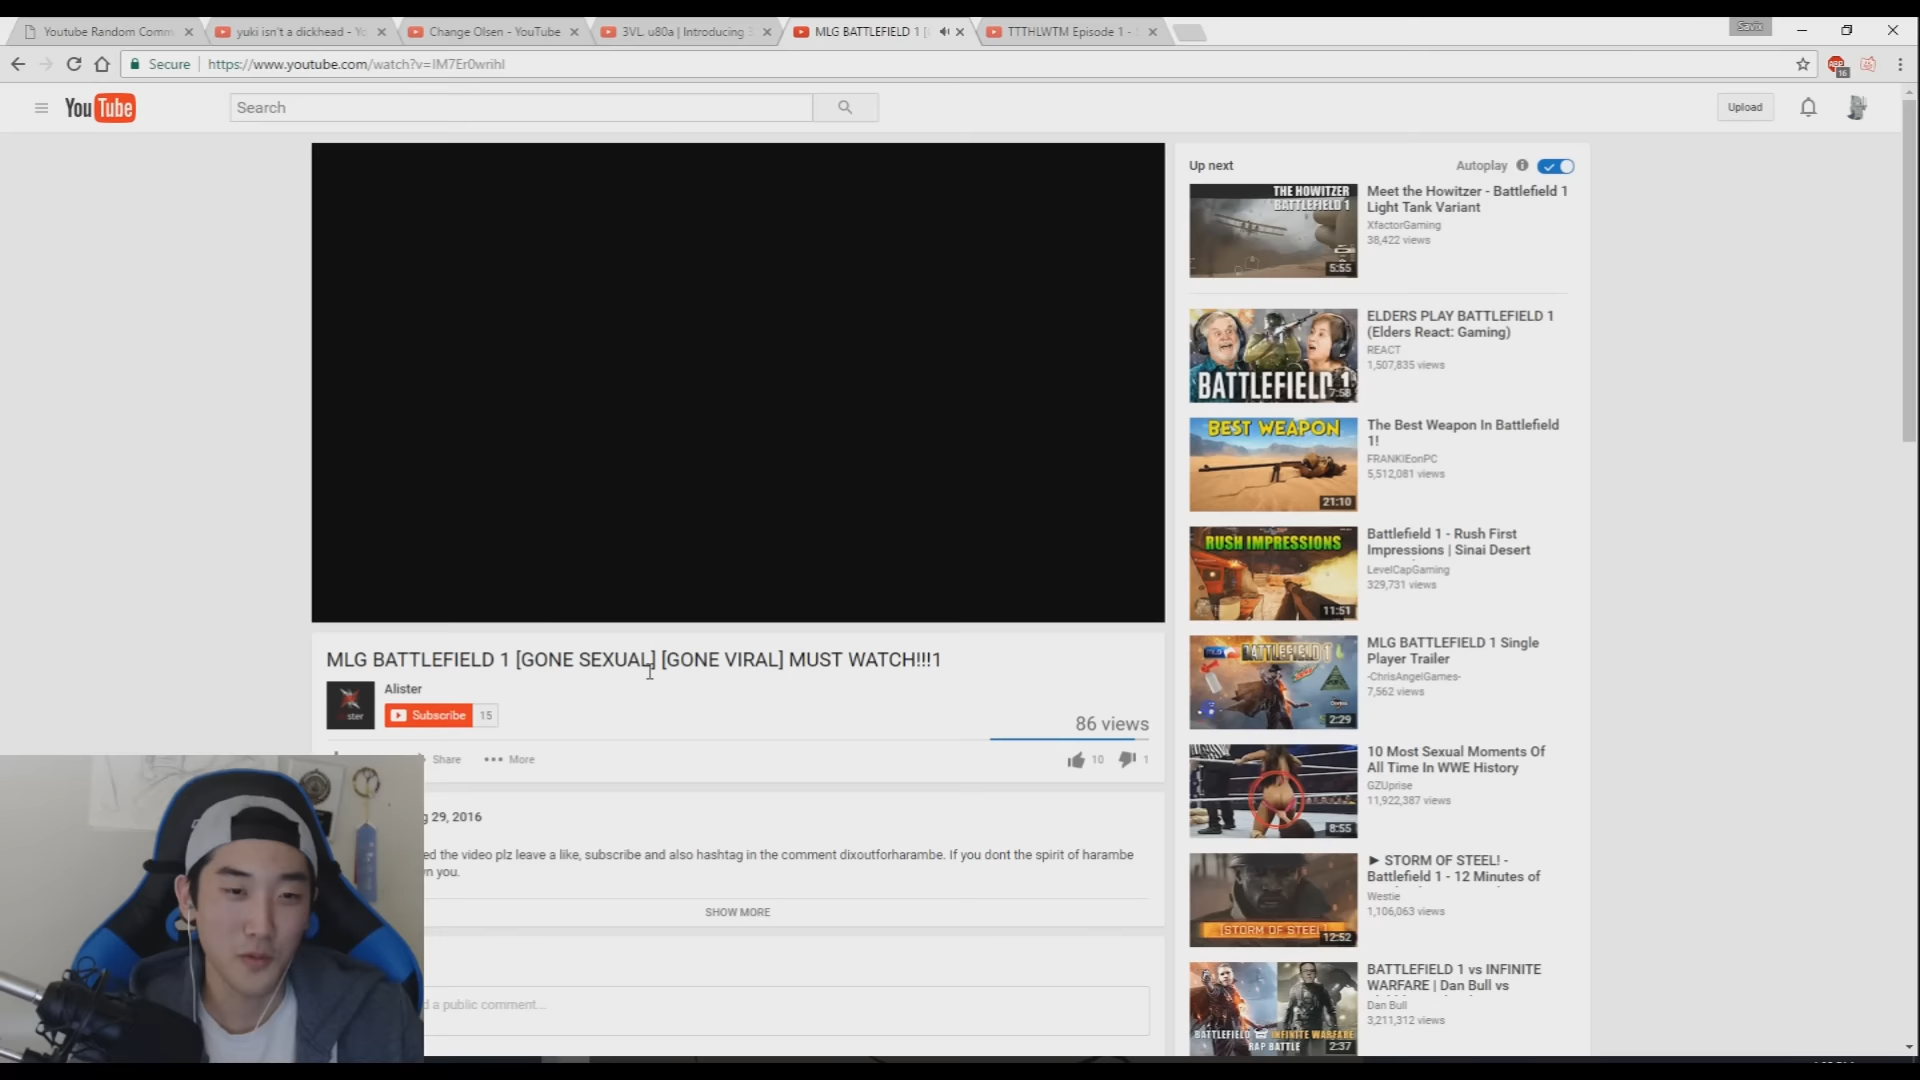 Youtube Random Comm
yuki isn't a dickhead - Yo
Change Olsen - YouTube
3VL. u80a | Introducing
MLG BATTLEFIELD 1 [
TTTHLWTM Episode 1 -
Savix
Secure
https://www.youtube.com/watch?v=IM7Er0wrihI
ABP
16
YouTube
Search
Upload
Up next
Autoplay
THE HOWITZER
BATTLEFIELD 1
5:55
Meet the Howitzer - Battlefield 1
Light Tank Variant
XfactorGaming
38,422 views
BATTLEFIELD 1
7:58
ELDERS PLAY BATTLEFIELD 1
(Elders React: Gaming)
REACT
1,507,835 views
BEST WEAPON
21:10
The Best Weapon In Battlefield
1!
FRANKIEonPC
5,512,081 views
RUSH IMPRESSIONS
11:51
Battlefield 1 - Rush First
Impressions | Sinai Desert
LevelCapGaming
329,731 views
BATTLEFIELD 1
2:29
MLG BATTLEFIELD 1 Single
Player Trailer
-ChrisAngelGames-
7,562 views
8:55
10 Most Sexual Moments Of
All Time In WWE History
GZUprise
11,922,387 views
[STORM OF STEEL]
12:52
► STORM OF STEEL! -
Battlefield 1 - 12 Minutes of
Westie
1,106,063 views
BATTLEFIELD INFINITE WARFARE
RAP BATTLE
2:37
BATTLEFIELD 1 vs INFINITE
WARFARE | Dan Bull vs
Dan Bull
3,211,312 views
MLG BATTLEFIELD 1 [GONE SEXUAL] [GONE VIRAL] MUST WATCH!!!1
ster
Alister
Subscribe
15
86 views
Share
More
10
1
g 29, 2016
ed the video plz leave a like, subscribe and also hashtag in the comment dixoutforharambe. If you dont the spirit of harambe
n you.
SHOW MORE
d a public comment...